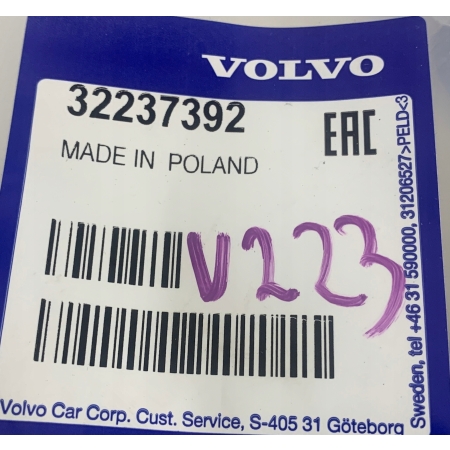 VOLVO
32237392
EAC
MADE IN POLAND
V223
Volvo Car Corp. Cust. Service, S-405 31 Göteborg
Sweden, tel +46 31 590000, 31206527>PELD<3